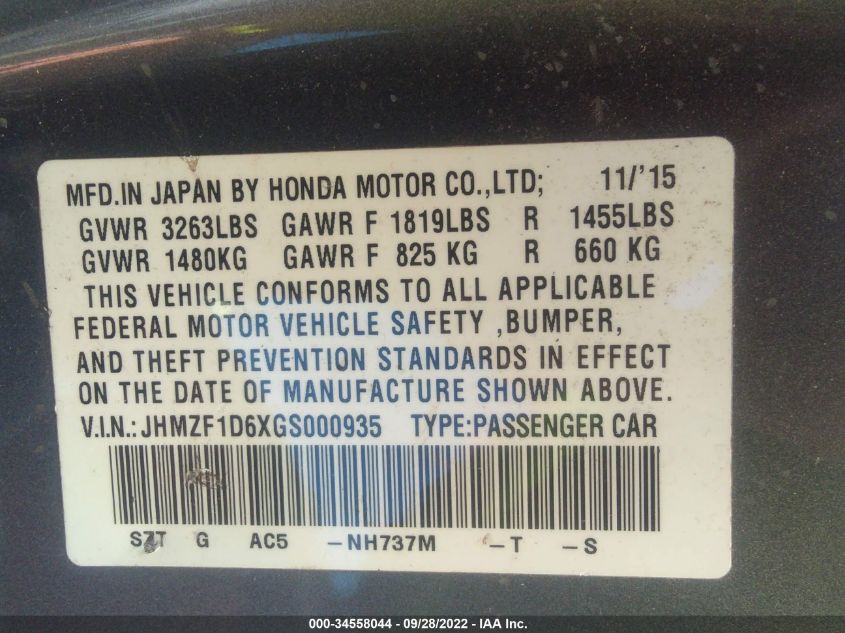 MFD.IN JAPAN BY HONDA MOTOR CO.,LTD; 11/'15
GVWR 3263LBS GAWR F 1819LBS R 1455LBS
GVWR 1480KG GAWR F 825 KG R 660 KG
THIS VEHICLE CONFORMS TO ALL APPLICABLE
FEDERAL MOTOR VEHICLE SAFETY ,BUMPER,
AND THEFT PREVENTION STANDARDS IN EFFECT
ON THE DATE OF MANUFACTURE SHOWN ABOVE.
V.I.N.: JHMZF1D6XGS000935 TYPE:PASSENGER CAR
SZT G AC5 -NH737M -T -S
000-34558044 - 09/28/2022 - IAA Inc.